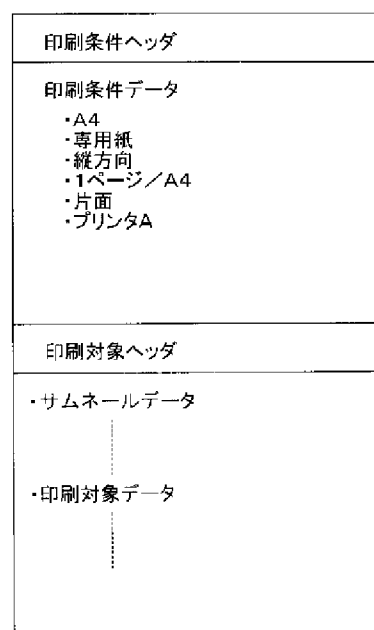 印刷条件ヘッダ
印刷条件データ
・A4
・専用紙
・縦方向
・1ページ／A4
・片面
・プリンタA
印刷対象ヘッダ
・サムネールデータ
・印刷対象データ